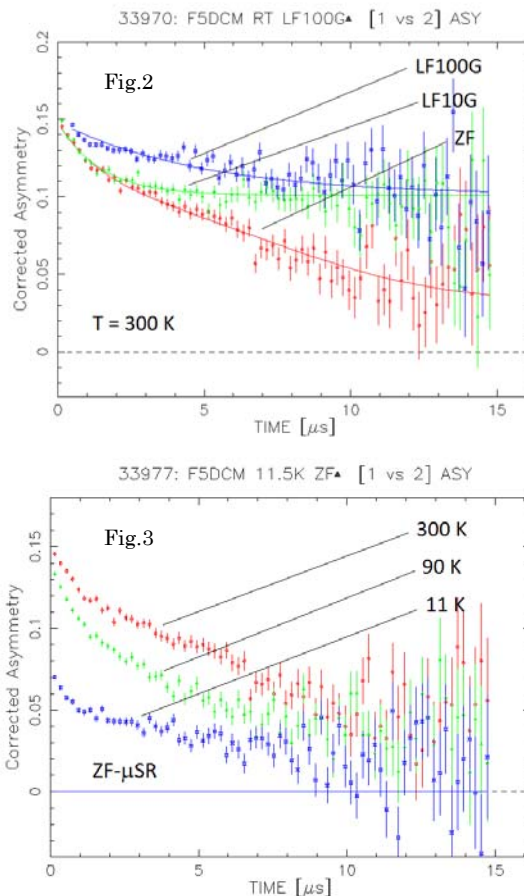 33970: F5DCM RT LF100G▲ [1 vs 2] ASY
Fig.2
LF100G
LF10G
ZF
0.2
0.15
0.1
0.05
0
Corrected Asymmetry
T = 300 K
0 5 10 15
TIME [μs]
33977: F5DCM 11.5K ZF▲ [1 vs 2] ASY
Fig.3
300 K
90 K
11 K
0.15
0.1
0.05
0
Corrected Asymmetry
ZF-μSR
0 5 10 15
TIME [μs]